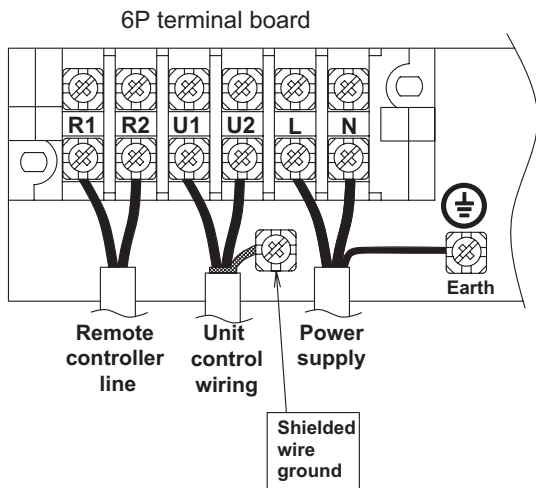 6P terminal board
R1 R2 U1 U2 L N
Earth
Remote
controller
line
Unit
control
wiring
Power
supply
Shielded
wire
ground